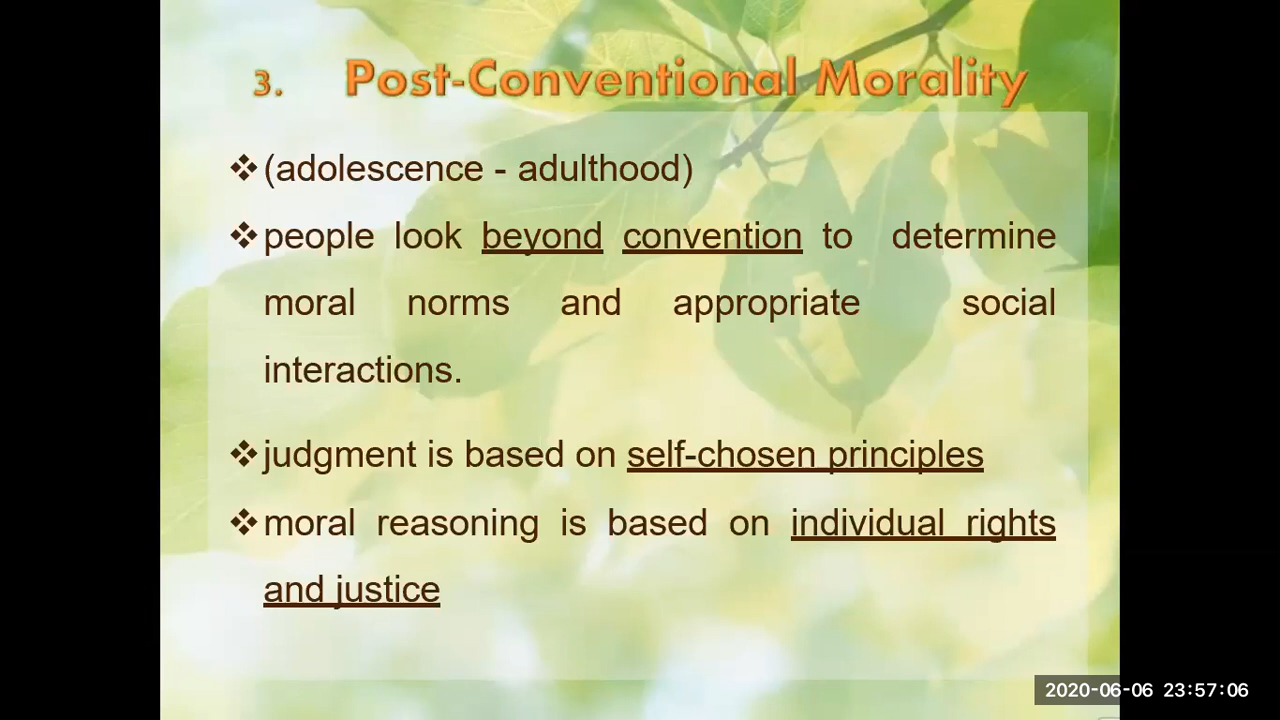 3. Post-Conventional Morality
❖(adolescence - adulthood)
❖people look beyond convention to determine
moral norms and appropriate social
interactions.
❖judgment is based on self-chosen principles
❖moral reasoning is based on individual rights
and justice
2020-06-06 23:57:06